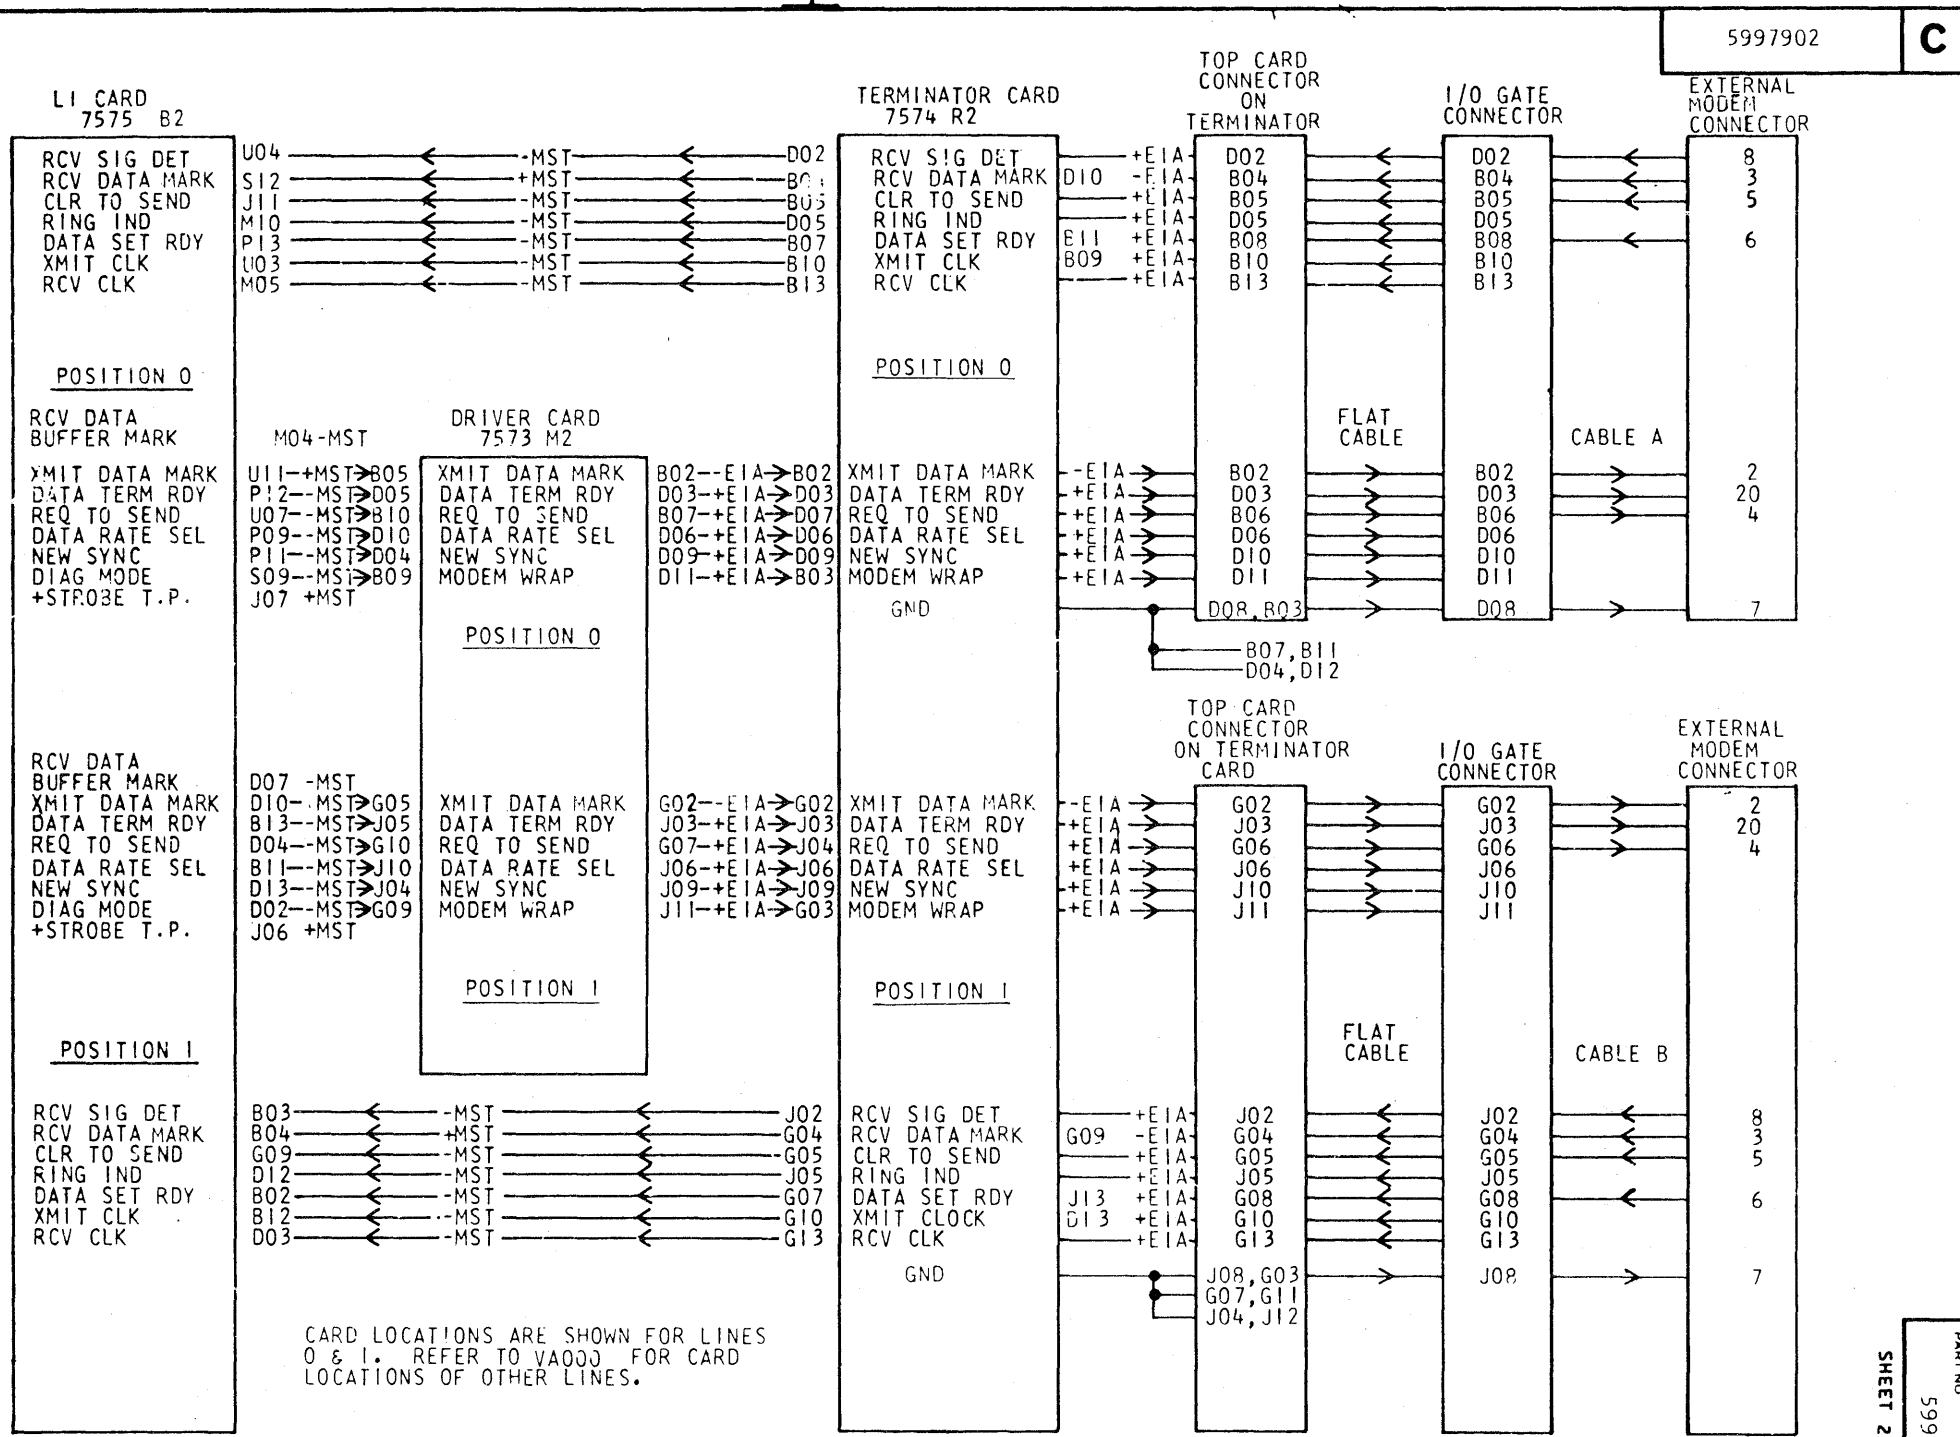 5997902
C
LI CARD
7575 B2
TERMINATOR CARD
7574 R2
TOP CARD
CONNECTOR
ON
TERMINATOR
I/O GATE
CONNECTOR
EXTERNAL
MODEM
CONNECTOR
RCV SIG DET U04 -MST D02 RCV SIG DET +EIA D02 D02 8
RCV DATA MARK S12 +MST RCV DATA MARK D10 -EIA B04 B04 3
CLR TO SEND J11 -MST B05 CLR TO SEND +EIA B05 B05 5
RING IND M10 -MST D05 RING IND +EIA D05 D05
DATA SET RDY P13 -MST B07 DATA SET RDY E11 +EIA B08 B08 6
XMIT CLK U03 -MST B10 XMIT CLK B09 +EIA B10 B10
RCV CLK M05 -MST B13 RCV CLK +EIA B13 B13
POSITION 0
POSITION 0
RCV DATA
BUFFER MARK M04-MST
DRIVER CARD
7573 M2
FLAT
CABLE
CABLE A
XMIT DATA MARK U11-+MST B05 XMIT DATA MARK B02--EIA B02 XMIT DATA MARK -EIA B02 B02 2
DATA TERM RDY P12--MST D05 DATA TERM RDY D03-+EIA D03 DATA TERM RDY +EIA D03 D03 20
REQ TO SEND U07--MST B10 REQ TO SEND B07-+EIA D07 REQ TO SEND +EIA B06 B06 4
DATA RATE SEL P09--MST D10 DATA RATE SEL D06-+EIA D06 DATA RATE SEL +EIA D06 D06
NEW SYNC P11--MST D04 NEW SYNC D09-+EIA D09 NEW SYNC +EIA D10 D10
DIAG MODE S09--MST B09 MODEM WRAP D11-+EIA B03 MODEM WRAP +EIA D11 D11
+STROBE T.P. J07 +MST
GND D08,B03 D08 7
POSITION 0
B07,B11
D04,D12
TOP CARD
CONNECTOR
ON TERMINATOR
CARD
I/O GATE
CONNECTOR
EXTERNAL
MODEM
CONNECTOR
RCV DATA
BUFFER MARK D07 -MST
XMIT DATA MARK D10--MST G05 XMIT DATA MARK G02--EIA G02 XMIT DATA MARK --EIA G02 G02 2
DATA TERM RDY B13--MST J05 DATA TERM RDY J03-+EIA J03 DATA TERM RDY +EIA J03 J03 20
REQ TO SEND D04--MST G10 REQ TO SEND G07-+EIA J04 REQ TO SEND +EIA G06 G06 4
DATA RATE SEL B11--MST J10 DATA RATE SEL J06-+EIA J06 DATA RATE SEL +EIA J06 J06
NEW SYNC D13--MST J04 NEW SYNC J09-+EIA J09 NEW SYNC +EIA J10 J10
DIAG MODE D02--MST G09 MODEM WRAP J11-+EIA G03 MODEM WRAP +EIA J11 J11
+STROBE T.P. J06 +MST
POSITION 1
POSITION 1
POSITION 1
FLAT
CABLE
CABLE B
RCV SIG DET B03 -MST J02 RCV SIG DET +EIA J02 J02 8
RCV DATA MARK B04 +MST G04 RCV DATA MARK G09 -EIA G04 G04 3
CLR TO SEND G09 -MST G05 CLR TO SEND +EIA G05 G05 5
RING IND D12 -MST J05 RING IND +EIA J05 J05
DATA SET RDY B02 -MST G07 DATA SET RDY J13 +EIA G08 G08 6
XMIT CLK B12 -MST G10 XMIT CLOCK +EIA G10 G10
RCV CLK D03 -MST G13 RCV CLK +EIA G13 G13
GND J08,G03 J08 7
G07,G11
J04,J12
CARD LOCATIONS ARE SHOWN FOR LINES
0 & 1. REFER TO FOR CARD
LOCATIONS OF OTHER LINES.
SHEET 2
599